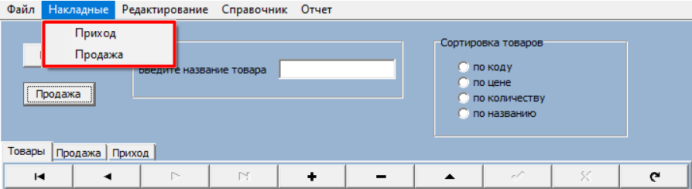 Файл Накладные Редактирование Справочник Отчет
Приход
Продажа
Введите название товара
Продажа
Сортировка товаров
по коду
по цене
по количеству
по названию
Товары Продажа Приход